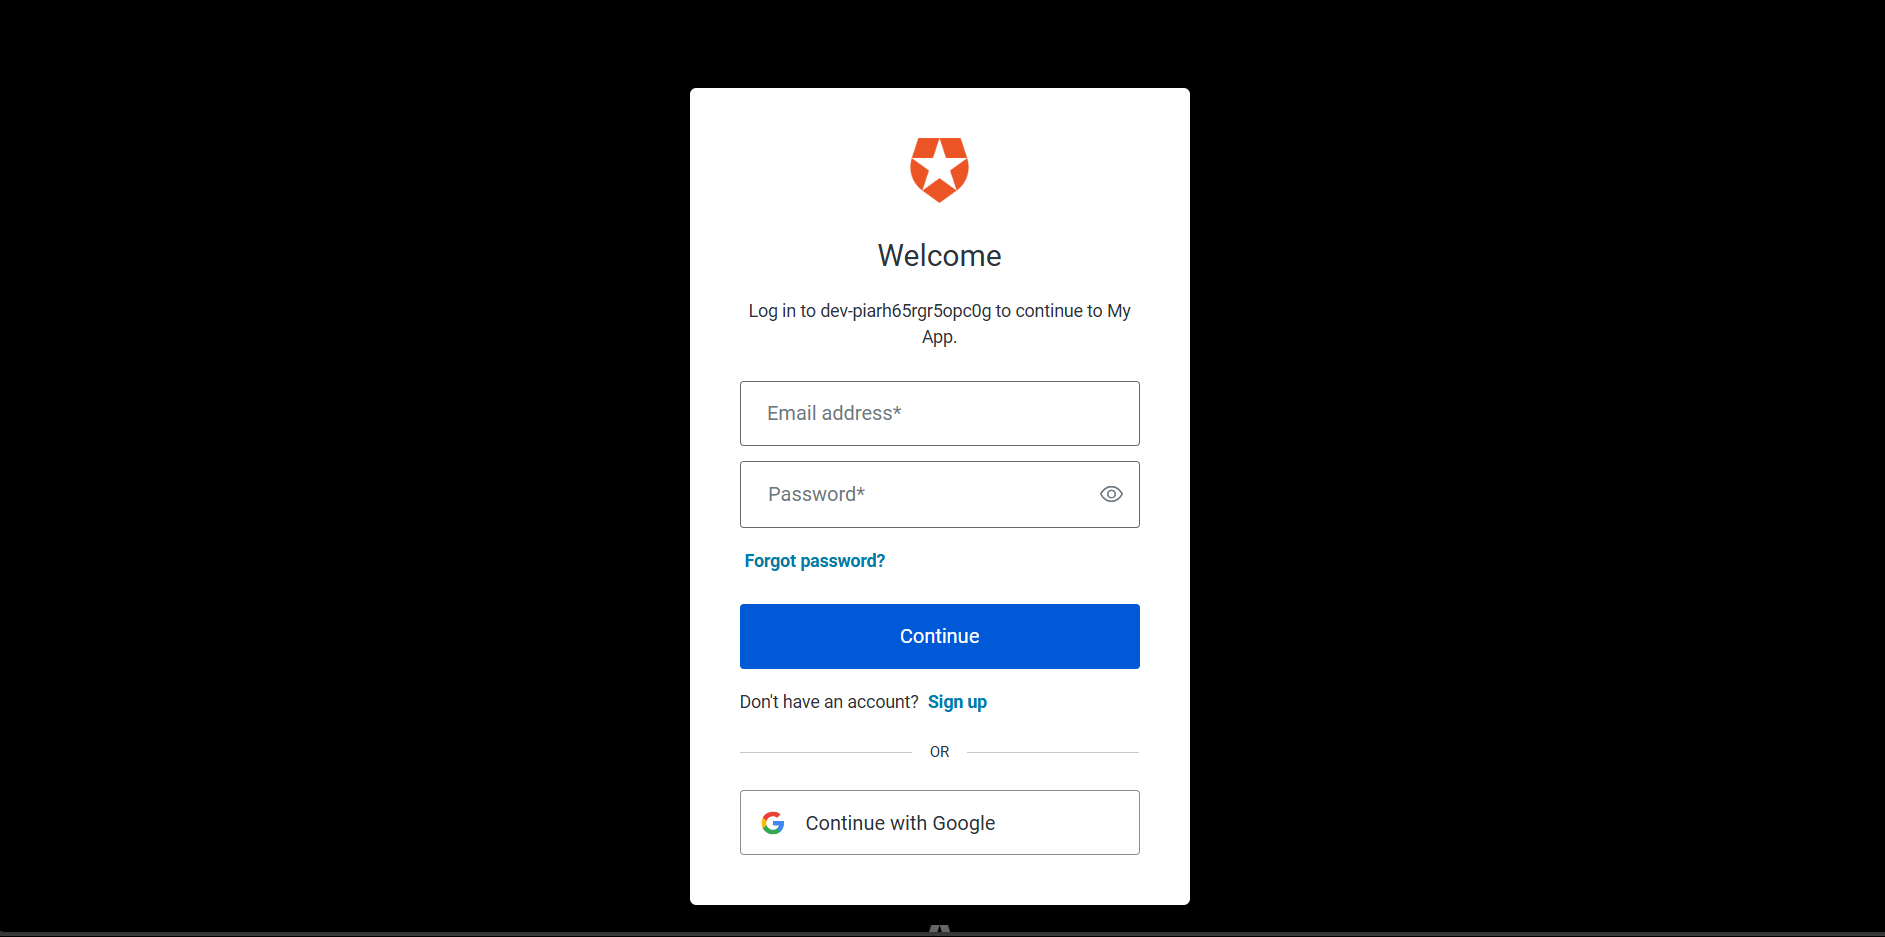 Welcome
Log in to dev-piarh65rgr5opc0g to continue to My
App.
Email address*
Password*
Forgot password?
Continue
Don't have an account? Sign up
OR
Continue with Google